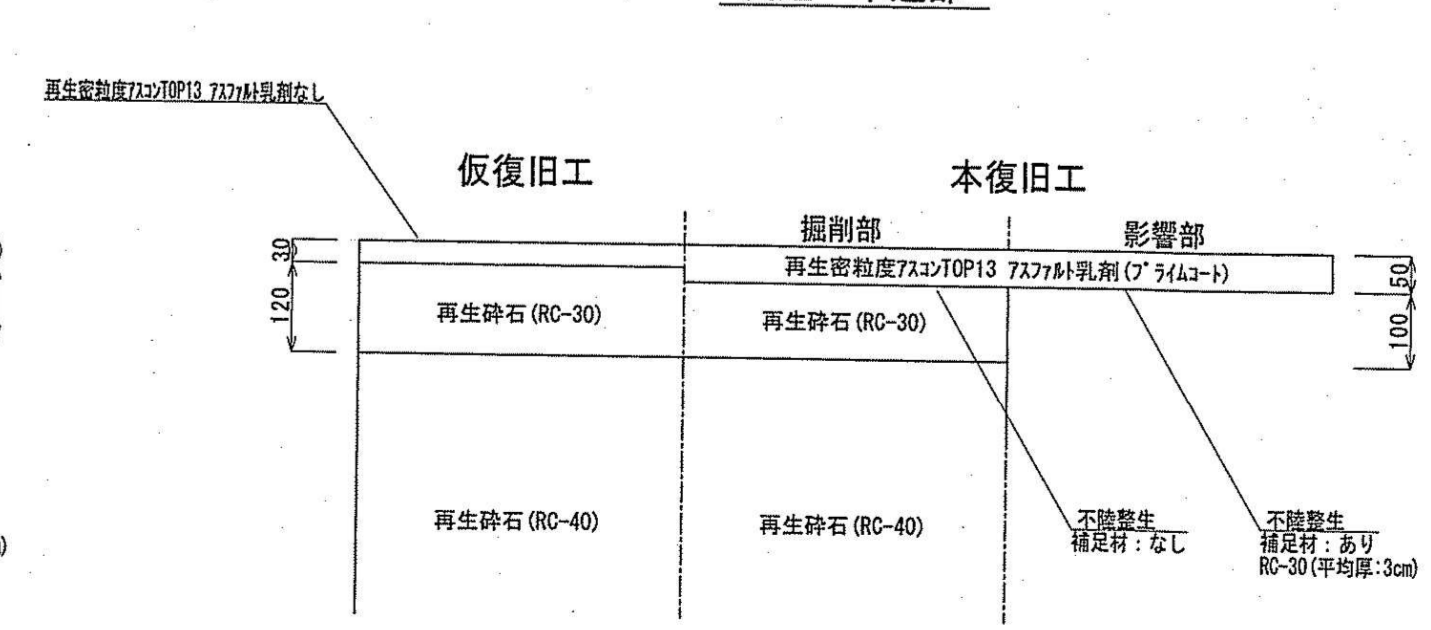 再生密粒度ｱｽｺﾝTOP13 ｱｽﾌｧﾙﾄ乳剤なし
仮復旧工
本復旧工
掘削部
影響部
30
120
再生密粒度ｱｽｺﾝTOP13 ｱｽﾌｧﾙﾄ乳剤(ﾌﾟﾗｲﾑｺｰﾄ)
50
100
再生砕石(RC-30)
再生砕石(RC-30)
再生砕石(RC-40)
再生砕石(RC-40)
不陸整生
補足材：なし
不陸整生
補足材：あり
RC-30(平均厚:3cm)